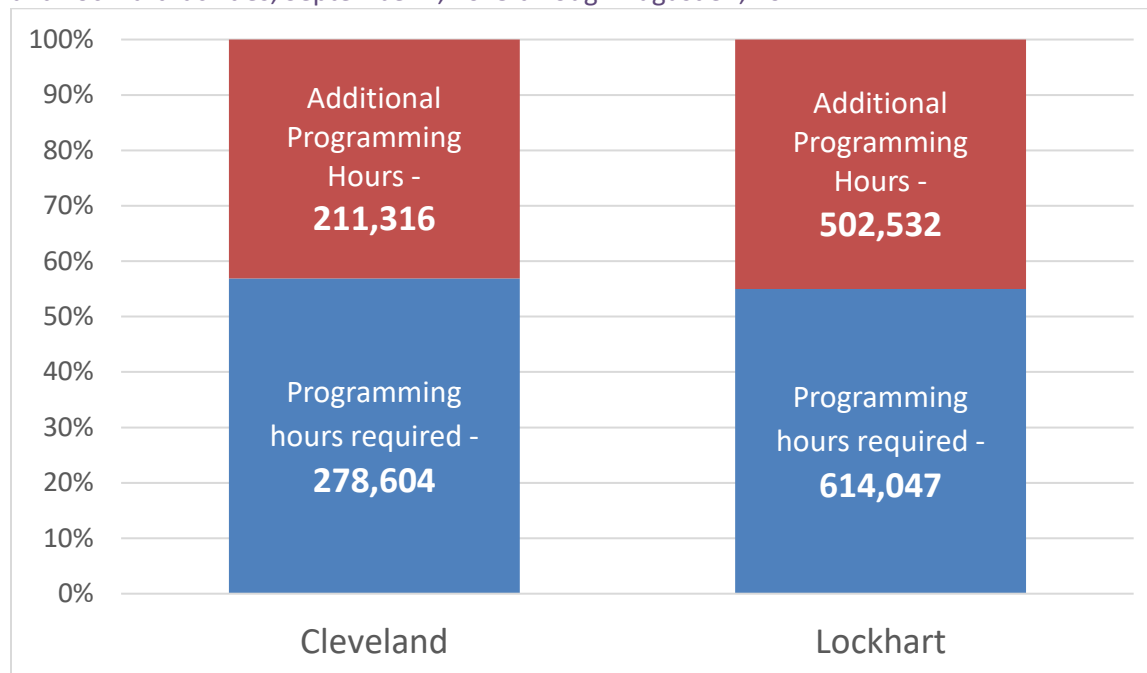 100%
90%
80%
70%
60%
50%
40%
30%
20%
10%
0%
Additional
Programming
Hours -
211,316
Programming
hours required -
278,604
Additional
Programming
Hours -
502,532
Programming
hours required -
614,047
Cleveland
Lockhart